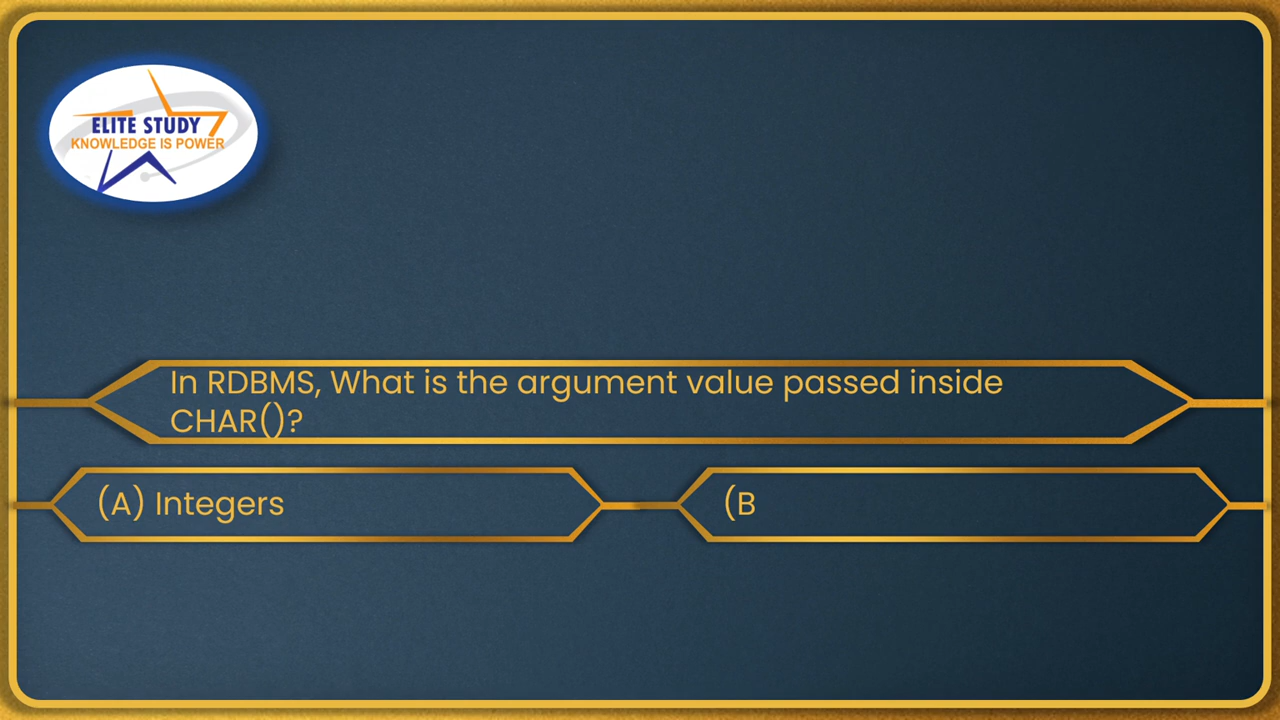 ELITE STUDY
KNOWLEDGE IS POWER
In RDBMS, What is the argument value passed inside
CHAR()?
(A) Integers
(B